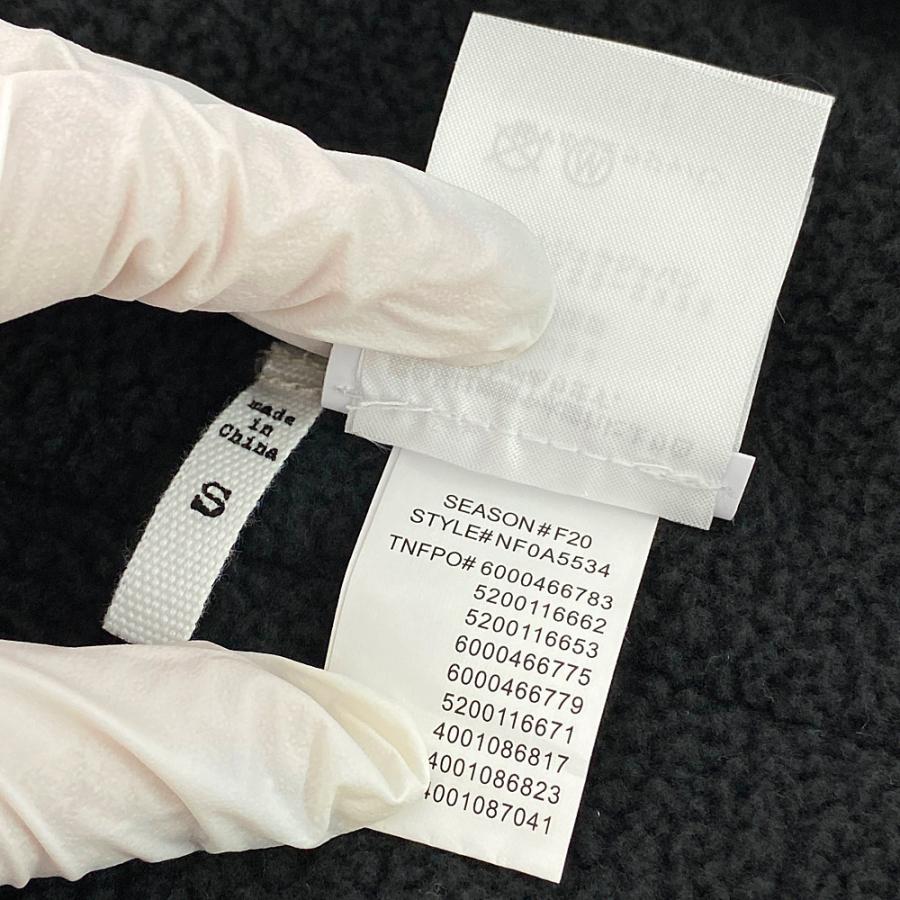 made
in
China
S
SEASON#F20
STYLE#NF0A5534
TNFPO#6000466783
5200116662
5200116653
6000466775
6000466779
5200116671
4001086817
4001086823
4001087041